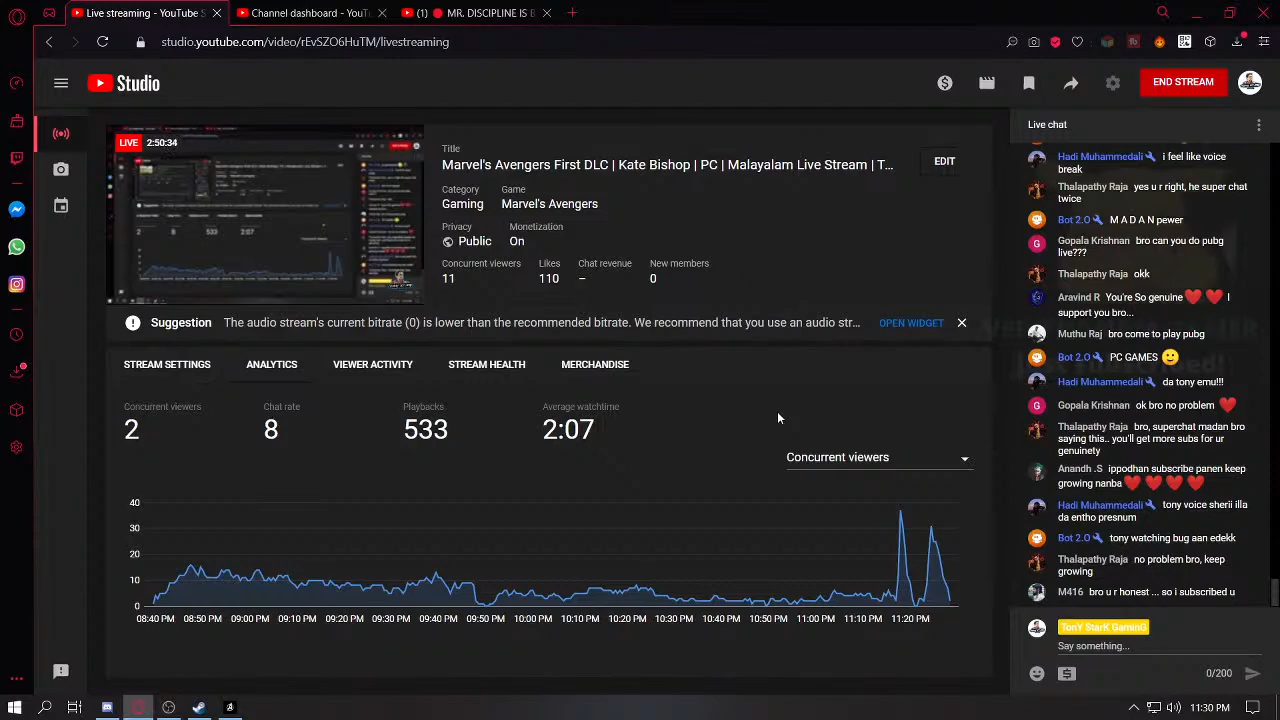 Live streaming - YouTube S
Channel dashboard - YouTu
(1) MR. DISCIPLINE IS B
studio.youtube.com/video/rEvSZO6HuTM/livestreaming
Studio
END STREAM
LIVE 2:50:34
Title
Marvel's Avengers First DLC | Kate Bishop | PC | Malayalam Live Stream | T...
EDIT
Category Game
Gaming Marvel's Avengers
Privacy
Public On
Concurrent viewers Likes Chat revenue New members
11 110 – 0
Suggestion The audio stream's current bitrate (0) is lower than the recommended bitrate. We recommend that you use an audio str... OPEN WIDGET
STREAM SETTINGS ANALYTICS VIEWER ACTIVITY STREAM HEALTH MERCHANDISE
Concurrent viewers Chat rate Playbacks Average watchtime
2 8 533 2:07
Concurrent viewers
40
30
20
10
0
08:40 PM 08:50 PM 09:00 PM 09:10 PM 09:20 PM 09:30 PM 09:40 PM 09:50 PM 10:00 PM 10:10 PM 10:20 PM 10:30 PM 10:40 PM 10:50 PM 11:00 PM 11:10 PM 11:20 PM
Live chat
Hadi Muhammedali i feel like voice
Thalapathy Raja yes u r right he super c
Bot 2.0 M A D A N pewer
Gopala Krishnan bro do pubg
live???
Thalapathy Raja okk
Aravind R You're So genuine ❤❤ I
support you bro...
Muthu Raj bro come to play pubg
Bot 2.0 PC GAMES 🙂
Hadi Muhammedali da tony emu!!!
Gopala Krishnan ok bro no problem ❤
Thalapathy Raja bro, superchat madan bro
saying this.. you'll get more subs for ur
genuinety
Anandh .S ippodhan subscribe panen keep
growing nanba ❤❤❤❤
Hadi Muhammedali tony voice sherii illa
da entho presnum
Bot 2.0 tony watching bug aan edekk
Thalapathy Raja no problem bro, keep
growing
M416 bro u r honest ... so i subscribed u
TonY StarK GaminG
Say something...
0/200
11:30 PM